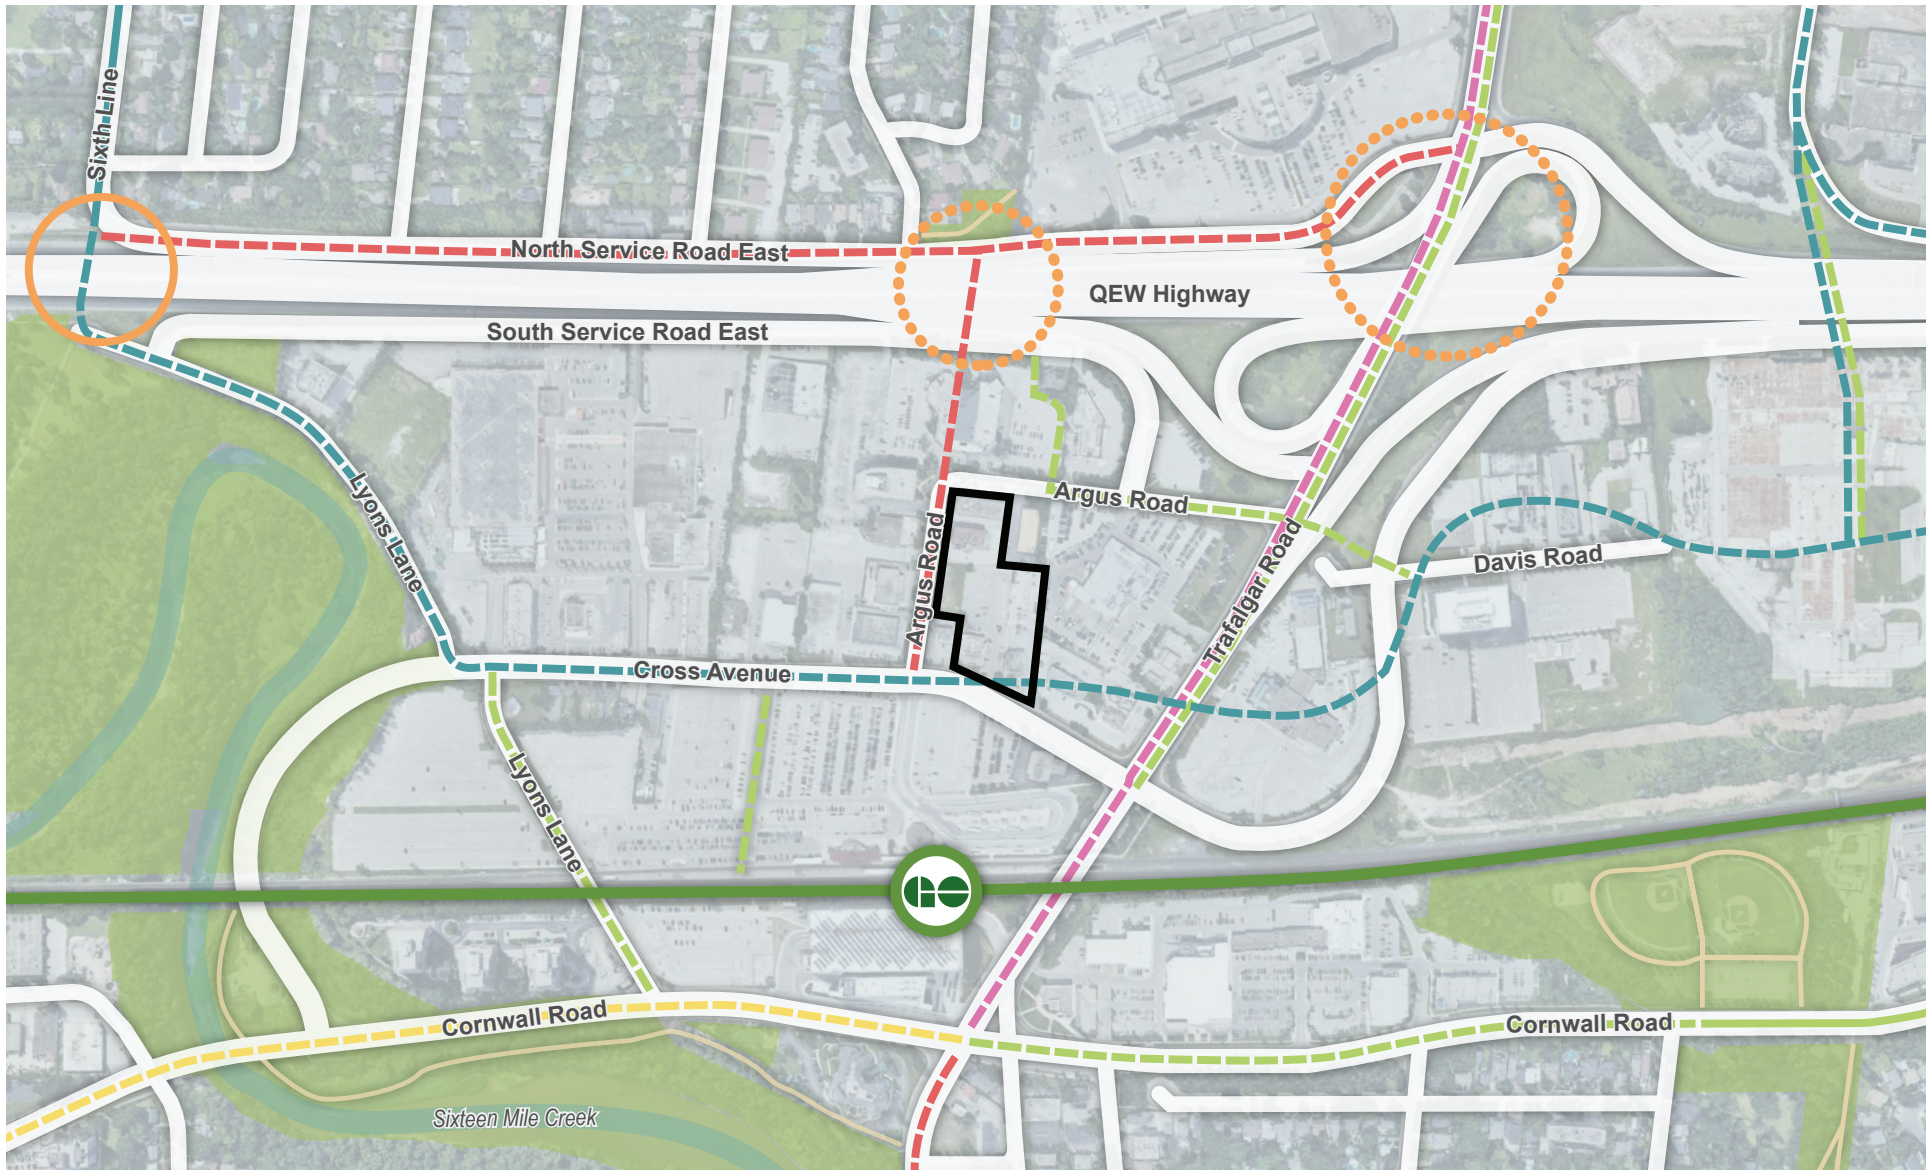 Sixth Line
North Service Road East
QEW Highway
South Service Road East
Lyons Lane
Argus Road
Argus Road
Trafalgar Road
Davis Road
Cross Avenue
Lyons Lane
Cornwall Road
Cornwall Road
Sixteen Mile Creek